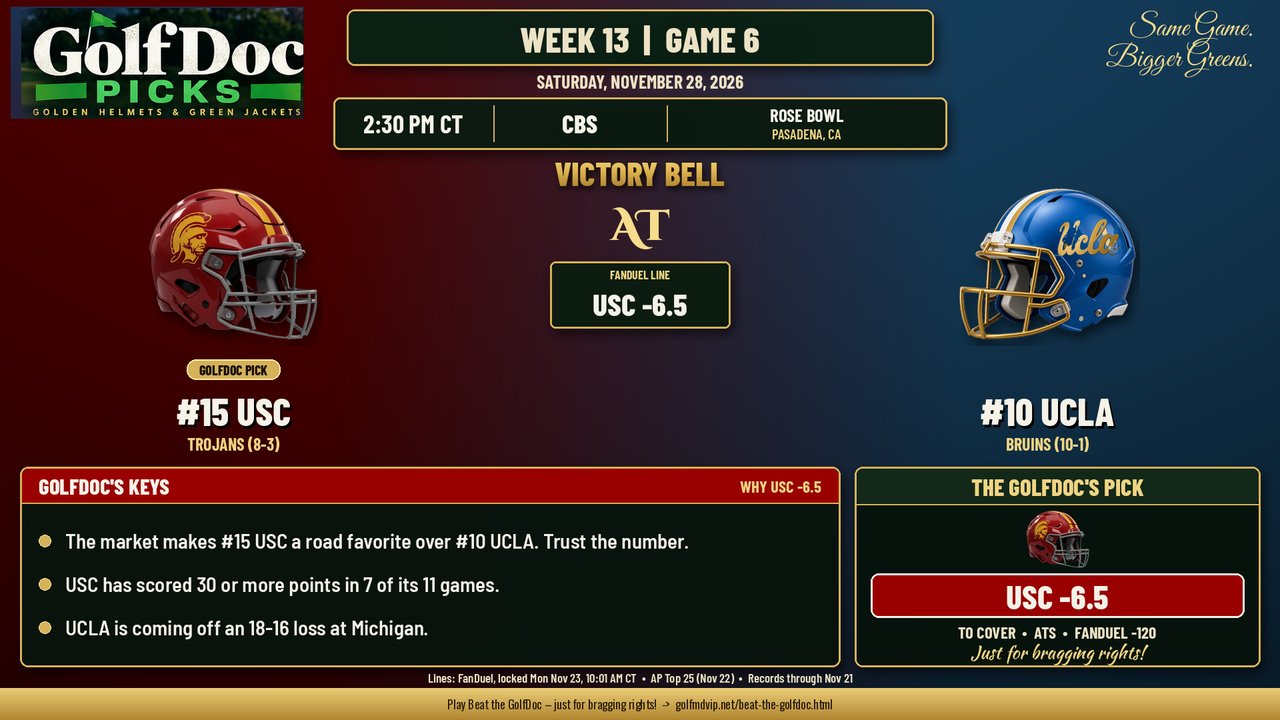 GolfDoc
PICKS
GOLDEN HELMETS & GREEN JACKETS
WEEK 13 | GAME 6
Same Game.
Bigger Greens.
SATURDAY, NOVEMBER 28, 2026
2:30 PM CT
CBS
ROSE BOWL
PASADENA, CA
VICTORY BELL
AT
FANDUEL LINE
USC -6.5
Ucla
GOLFDOC PICK
#15 USC
TROJANS (8-3)
#10 UCLA
BRUINS (10-1)
GOLFDOC'S KEYS
WHY USC -6.5
The market makes #15 USC a road favorite over #10 UCLA. Trust the number.
USC has scored 30 or more points in 7 of its 11 games.
UCLA is coming off an 18-16 loss at Michigan.
THE GOLFDOC'S PICK
USC -6.5
TO COVER • ATS • FANDUEL -120
Just for bragging rights!
Lines: FanDuel, locked Mon Nov 23, 10:01 AM CT • AP Top 25 (Nov 22) • Records through Nov 21
Play Beat the GolfDoc — just for bragging rights! -> golfmdvip.net/beat-the-golfdoc.html